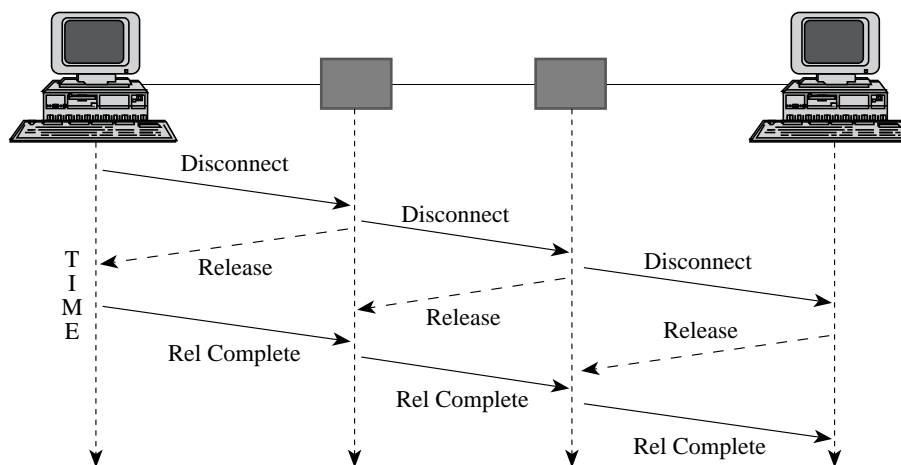 Disconnect
Disconnect
Disconnect
Release
Release
Release
T
I
M
E
Rel Complete
Rel Complete
Rel Complete